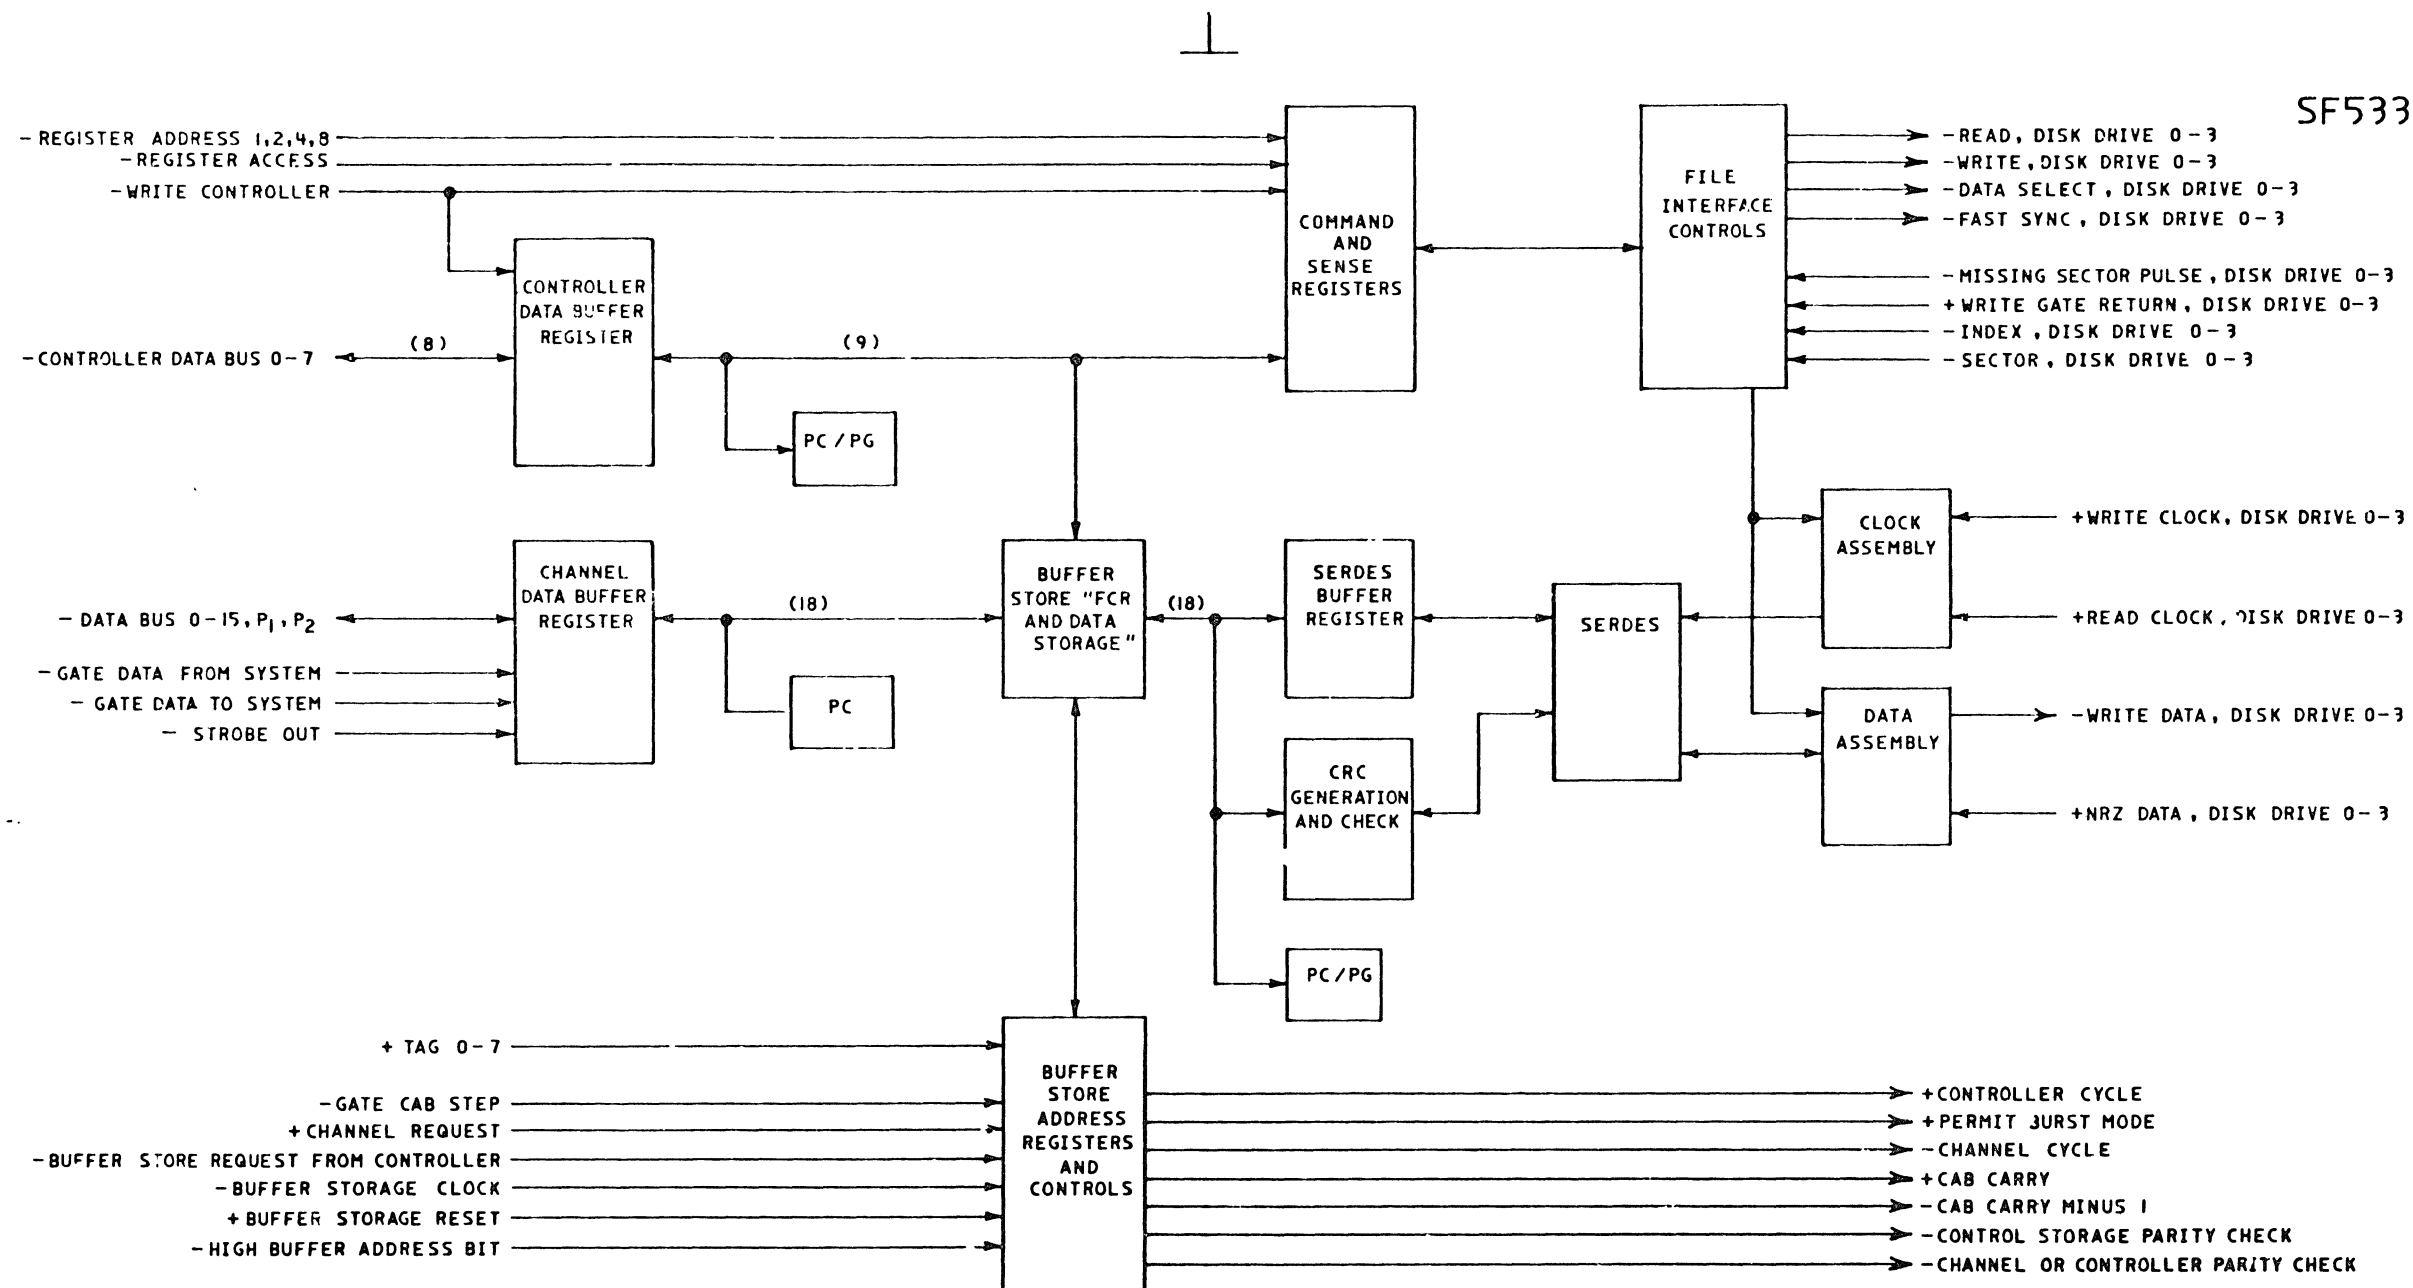 SF533
-REGISTER ADDRESS 1,2,4,8
-REGISTER ACCESS
-WRITE CONTROLLER
-CONTROLLER DATA BUS 0-7
(8)
CONTROLLER
DATA BUFFER
REGISTER
(9)
PC/PG
COMMAND
AND
SENSE
REGISTERS
FILE
INTERFACE
CONTROLS
-READ, DISK DRIVE 0-3
-WRITE, DISK DRIVE 0-3
-DATA SELECT, DISK DRIVE 0-3
-FAST SYNC, DISK DRIVE 0-3
-MISSING SECTOR PULSE, DISK DRIVE 0-3
+WRITE GATE RETURN, DISK DRIVE 0-3
-INDEX, DISK DRIVE 0-3
-SECTOR, DISK DRIVE 0-3
-DATA BUS 0-15, P1, P2
-GATE DATA FROM SYSTEM
-GATE DATA TO SYSTEM
- STROBE OUT
CHANNEL
DATA BUFFER
REGISTER
(18)
PC
BUFFER
STORE "FCR
AND DATA
STORAGE"
(18)
SERDES
BUFFER
REGISTER
CRC
GENERATION
AND CHECK
PC/PG
SERDES
CLOCK
ASSEMBLY
DATA
ASSEMBLY
+WRITE CLOCK, DISK DRIVE 0-3
+READ CLOCK, DISK DRIVE 0-3
-WRITE DATA, DISK DRIVE 0-3
+NRZ DATA, DISK DRIVE 0-3
+ TAG 0-7
-GATE CAB STEP
+CHANNEL REQUEST
-BUFFER STORE REQUEST FROM CONTROLLER
-BUFFER STORAGE CLOCK
+BUFFER STORAGE RESET
-HIGH BUFFER ADDRESS BIT
BUFFER
STORE
ADDRESS
REGISTERS
AND
CONTROLS
+CONTROLLER CYCLE
+PERMIT BURST MODE
-CHANNEL CYCLE
+CAB CARRY
-CAB CARRY MINUS 1
-CONTROL STORAGE PARITY CHECK
-CHANNEL OR CONTROLLER PARITY CHECK